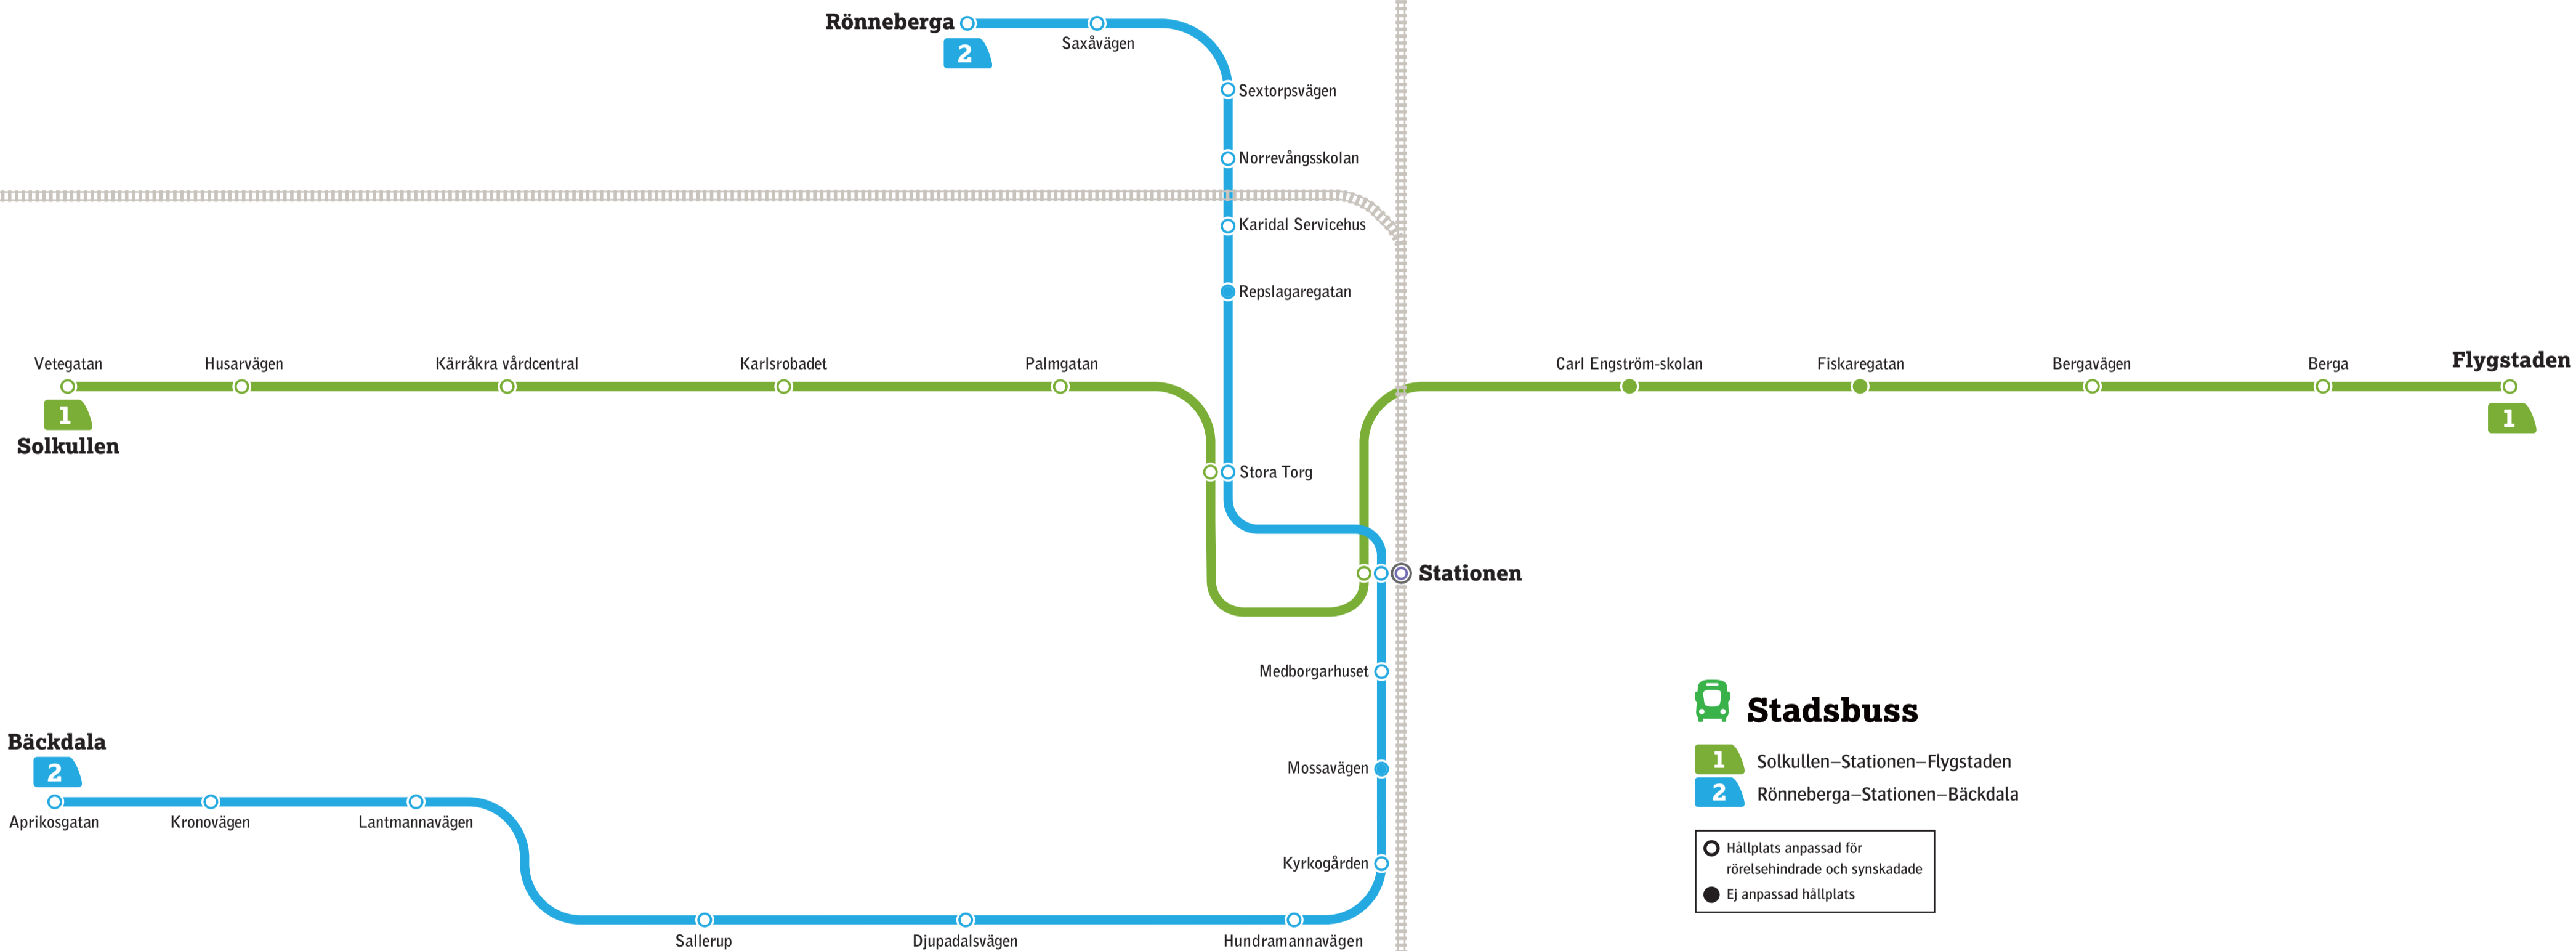 Rönneberga
2
Saxåvägen
Sextorpsvägen
Norrevångsskolan
Karidal Servicehus
Repslagaregatan
Vetegatan
Husarvägen
Kärråkra vårdcentral
Karlsrobadet
Palmgatan
Carl Engström-skolan
Fiskaregatan
Bergavägen
Berga
Flygstaden
1
1
Solkullen
Stora Torg
Stationen
Medborgarhuset
Mossavägen
Kyrkogården
Bäckdala
2
Aprikosgatan
Kronovägen
Lantmannavägen
Sallerup
Djupadalsvägen
Hundramannavägen
Stadsbuss
1 Solkullen–Stationen–Flygstaden
2 Rönneberga–Stationen–Bäckdala
Hållplats anpassad för
rörelsehindrade och synskadade
Ej anpassad hållplats